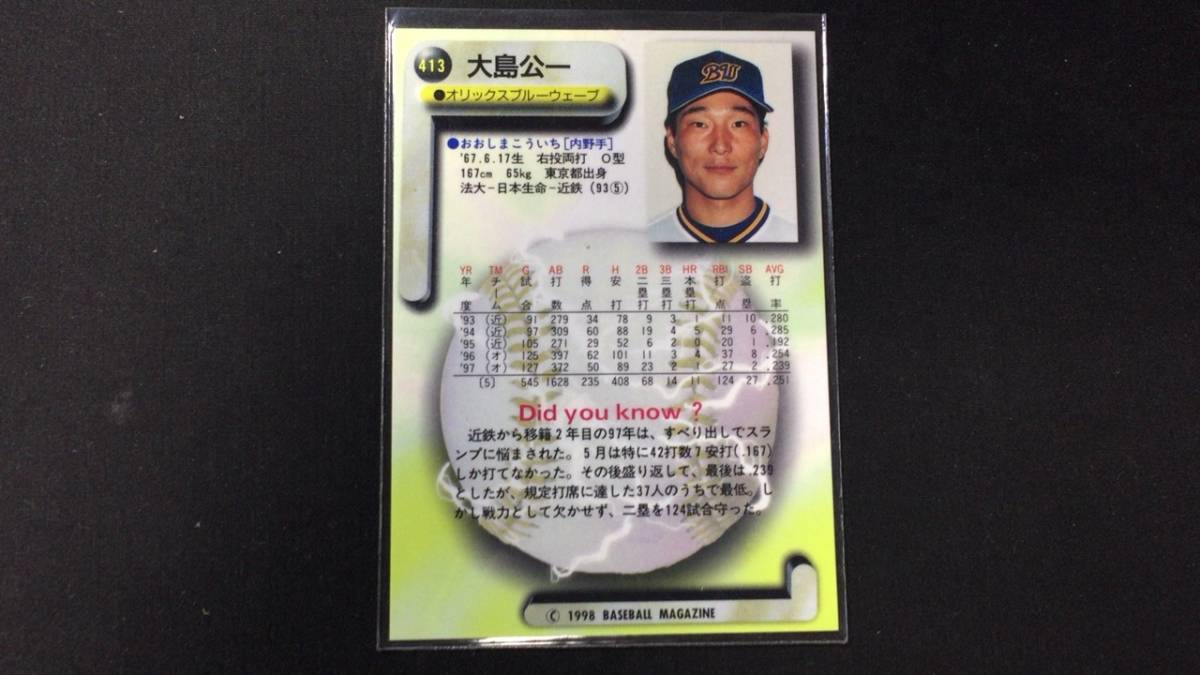 413 大島公一
●オリックスブルーウェーブ
BW
●おおしまこういち［内野手］
'67.6.17生 右投両打 O型
167cm 65kg 東京都出身
法大−日本生命−近鉄（93⑤）
YR TM G AB R H 2B 3B HR RBI SB AVG
年度 チーム 試合 打数 得点 安打 二塁打 三塁打 本塁打 打点 盗塁 打率
'93 （近） 91 279 34 78 9 3 1 11 10 .280
'94 （近） 97 309 60 88 19 4 5 29 6 .285
'95 （近） 105 271 29 52 6 2 0 20 1 .192
'96 （オ） 125 397 62 101 11 3 4 37 8 .254
'97 （オ） 127 372 50 89 23 2 1 27 2 .239
（5） 545 1628 235 408 68 14 11 124 27 .251
Did you know ?
近鉄から移籍2年目の97年は、すべり出しでスラ
ンプに悩まされた。5月は特に42打数7安打(.167)
しか打てなかった。その後盛り返して、最後は.239
としたが、規定打席に達した37人のうちで最低。し
かし戦力として欠かせず、二塁を124試合守った。
© 1998 BASEBALL MAGAZINE